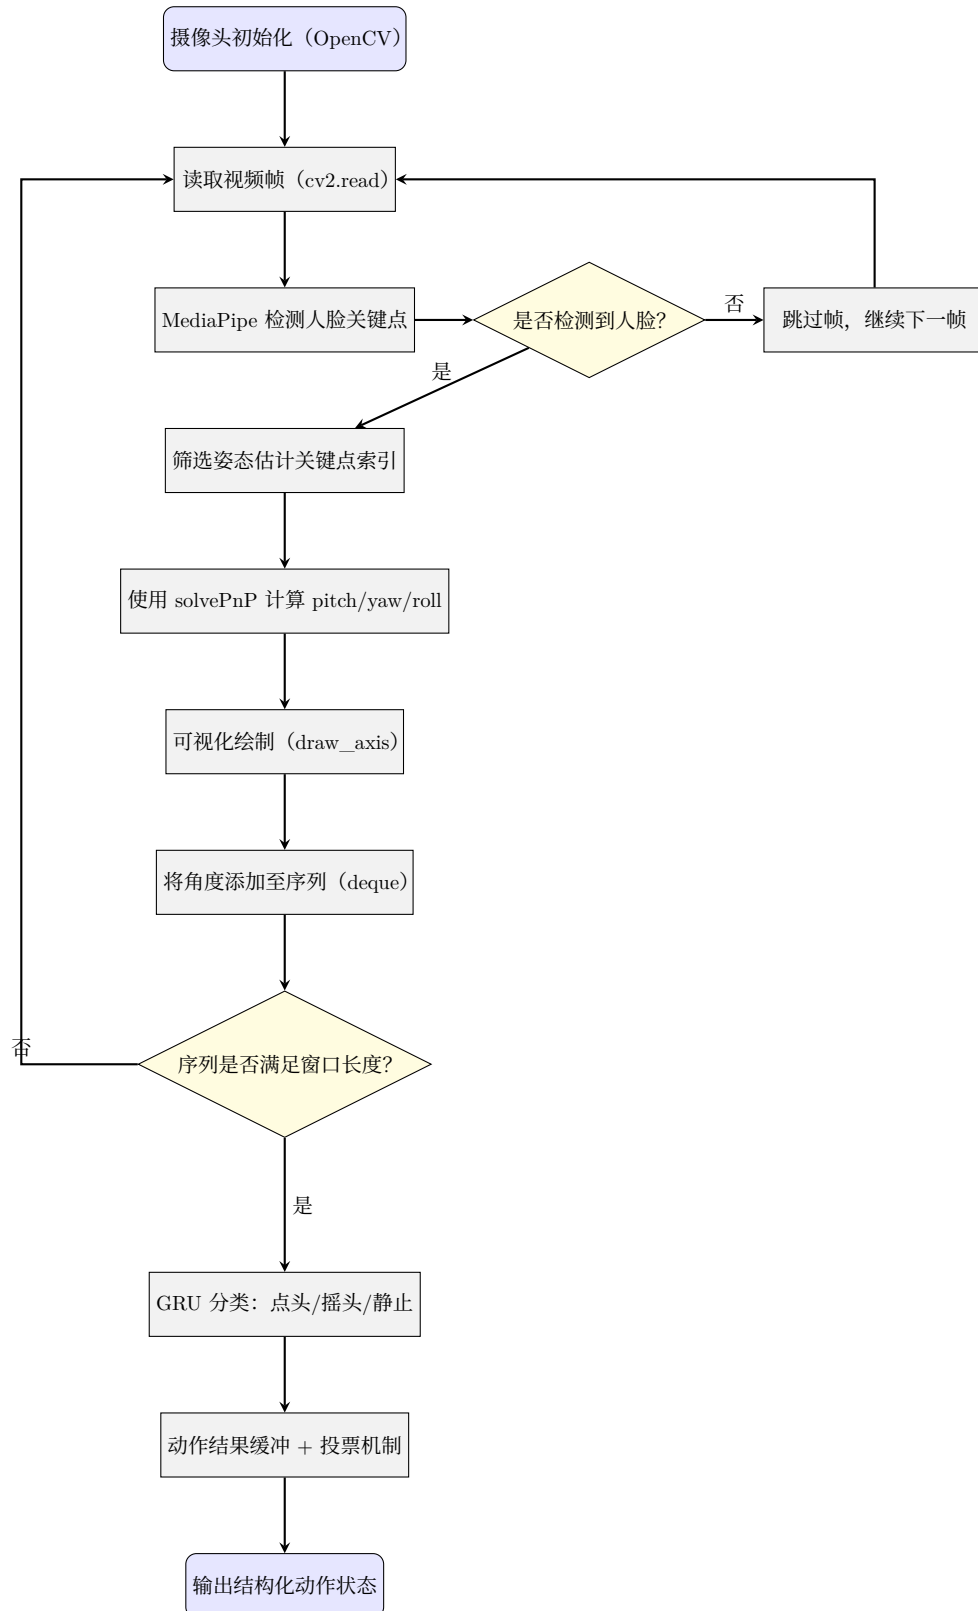 摄像头初始化（OpenCV）
读取视频帧（cv2.read）
MediaPipe 检测人脸关键点
是否检测到人脸?
否
跳过帧，继续下一帧
是
筛选姿态估计关键点索引
使用 solvePnP 计算 pitch/yaw/roll
可视化绘制（draw_axis）
将角度添加至序列（deque）
否
序列是否满足窗口长度?
是
GRU 分类：点头/摇头/静止
动作结果缓冲 + 投票机制
输出结构化动作状态